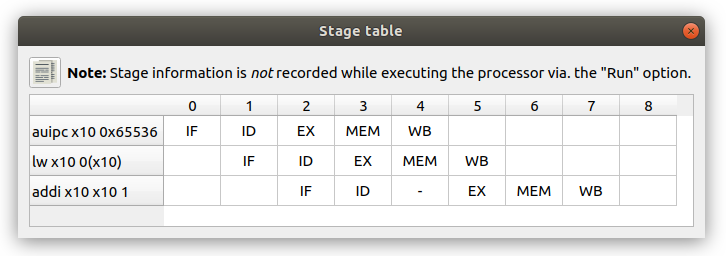 Stage table
Note: Stage information is not recorded while executing the processor via. the "Run" option.
0 1 2 3 4 5 6 7 8
auipc x10 0x65536 IF ID EX MEM WB
lw x10 0(x10) IF ID EX MEM WB
addi x10 x10 1 IF ID - EX MEM WB